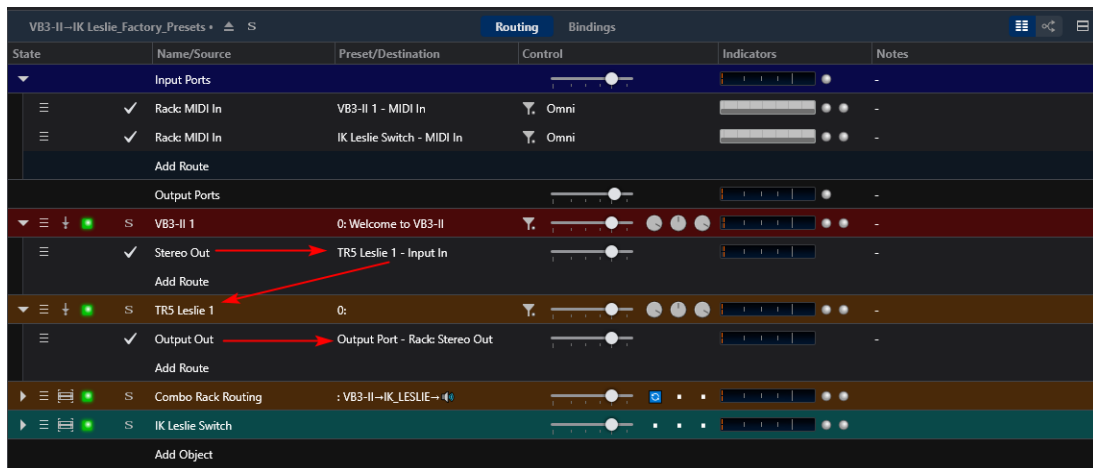 VB3-II→IK Leslie_Factory_Presets • S Routing Bindings
State Name/Source Preset/Destination Control Indicators Notes
Input Ports -
Rack: MIDI In VB3-II 1 - MIDI In Omni -
Rack: MIDI In IK Leslie Switch - MIDI In Omni -
Add Route
Output Ports
S VB3-II 1 0: Welcome to VB3-II -
Stereo Out TR5 Leslie 1 - Input In -
Add Route
S TR5 Leslie 1 0: -
Output Out Output Port - Rack: Stereo Out -
Add Route
S Combo Rack Routing : VB3-II→IK_LESLIE→
S IK Leslie Switch
Add Object